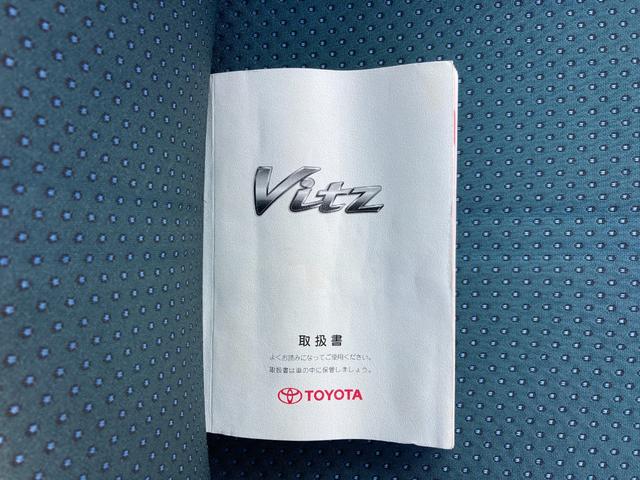 Vitz
取扱書
よくお読みになってご使用ください。
取扱書は車の中に保管しましょう。
TOYOTA